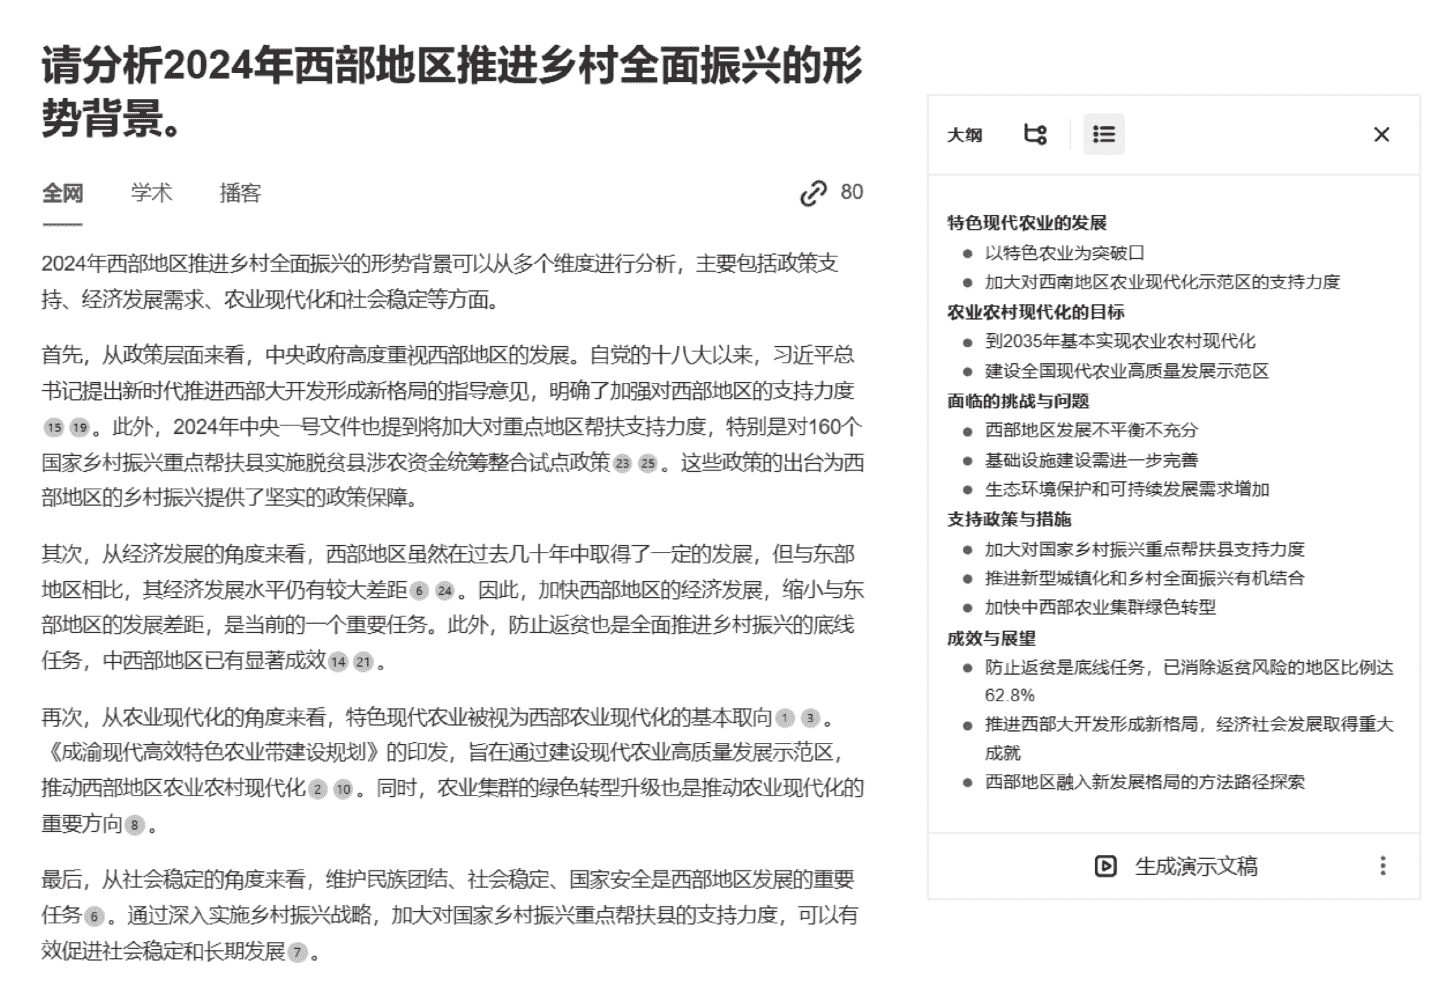 请分析2024年西部地区推进乡村全面振兴的形
势背景。
全网 学术 播客 80
2024年西部地区推进乡村全面振兴的形势背景可以从多个维度进行分析，主要包括政策支
持、经济发展需求、农业现代化和社会稳定等方面。
首先，从政策层面来看，中央政府高度重视西部地区的发展。自党的十八大以来，习近平总
书记提出新时代推进西部大开发形成新格局的指导意见，明确了加强对西部地区的支持力度
15 19。此外，2024年中央一号文件也提到将加大对重点地区帮扶支持力度，特别是对160个
国家乡村振兴重点帮扶县实施脱贫县涉农资金统筹整合试点政策23 25。这些政策的出台为西
部地区的乡村振兴提供了坚实的政策保障。
其次，从经济发展的角度来看，西部地区虽然在过去几十年中取得了一定的发展，但与东部
地区相比，其经济发展水平仍有较大差距6 24。因此，加快西部地区的经济发展，缩小与东
部地区的发展差距，是当前的一个重要任务。此外，防止返贫也是全面推进乡村振兴的底线
任务，中西部地区已有显著成效14 21。
再次，从农业现代化的角度来看，特色现代农业被视为西部农业现代化的基本取向1 3。
《成渝现代高效特色农业带建设规划》的印发，旨在通过建设现代农业高质量发展示范区，
推动西部地区农业农村现代化2 10。同时，农业集群的绿色转型升级也是推动农业现代化的
重要方向8。
最后，从社会稳定的角度来看，维护民族团结、社会稳定、国家安全是西部地区发展的重要
任务6。通过深入实施乡村振兴战略，加大对国家乡村振兴重点帮扶县的支持力度，可以有
效促进社会稳定和长期发展7。
大纲
特色现代农业的发展
以特色农业为突破口
加大对西南地区农业现代化示范区的支持力度
农业农村现代化的目标
到2035年基本实现农业农村现代化
建设全国现代农业高质量发展示范区
面临的挑战与问题
西部地区发展不平衡不充分
基础设施建设需进一步完善
生态环境保护和可持续发展需求增加
支持政策与措施
加大对国家乡村振兴重点帮扶县支持力度
推进新型城镇化和乡村全面振兴有机结合
加快中西部农业集群绿色转型
成效与展望
防止返贫是底线任务，已消除返贫风险的地区比例达
62.8%
推进西部大开发形成新格局，经济社会发展取得重大
成就
西部地区融入新发展格局的方法路径探索
生成演示文稿